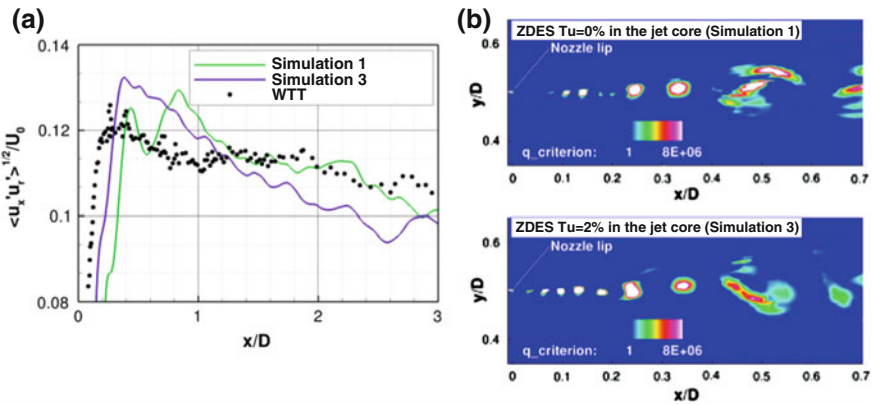 (a)
0.14
0.12
0.1
0.08
<u_x'u_r'>^1/2/U_0
Simulation 1
Simulation 3
WTT
0 1 2 3
x/D
(b)
ZDES Tu=0% in the jet core (Simulation 1)
0.6
Nozzle lip
y/D
0.4
q_criterion: 1 8E+06
0 0.1 0.2 0.3 0.4 0.5 0.6 0.7
x/D
ZDES Tu=2% in the jet core (Simulation 3)
0.6
Nozzle lip
y/D
0.4
q_criterion: 1 8E+06
0 0.1 0.2 0.3 0.4 0.5 0.6 0.7
x/D